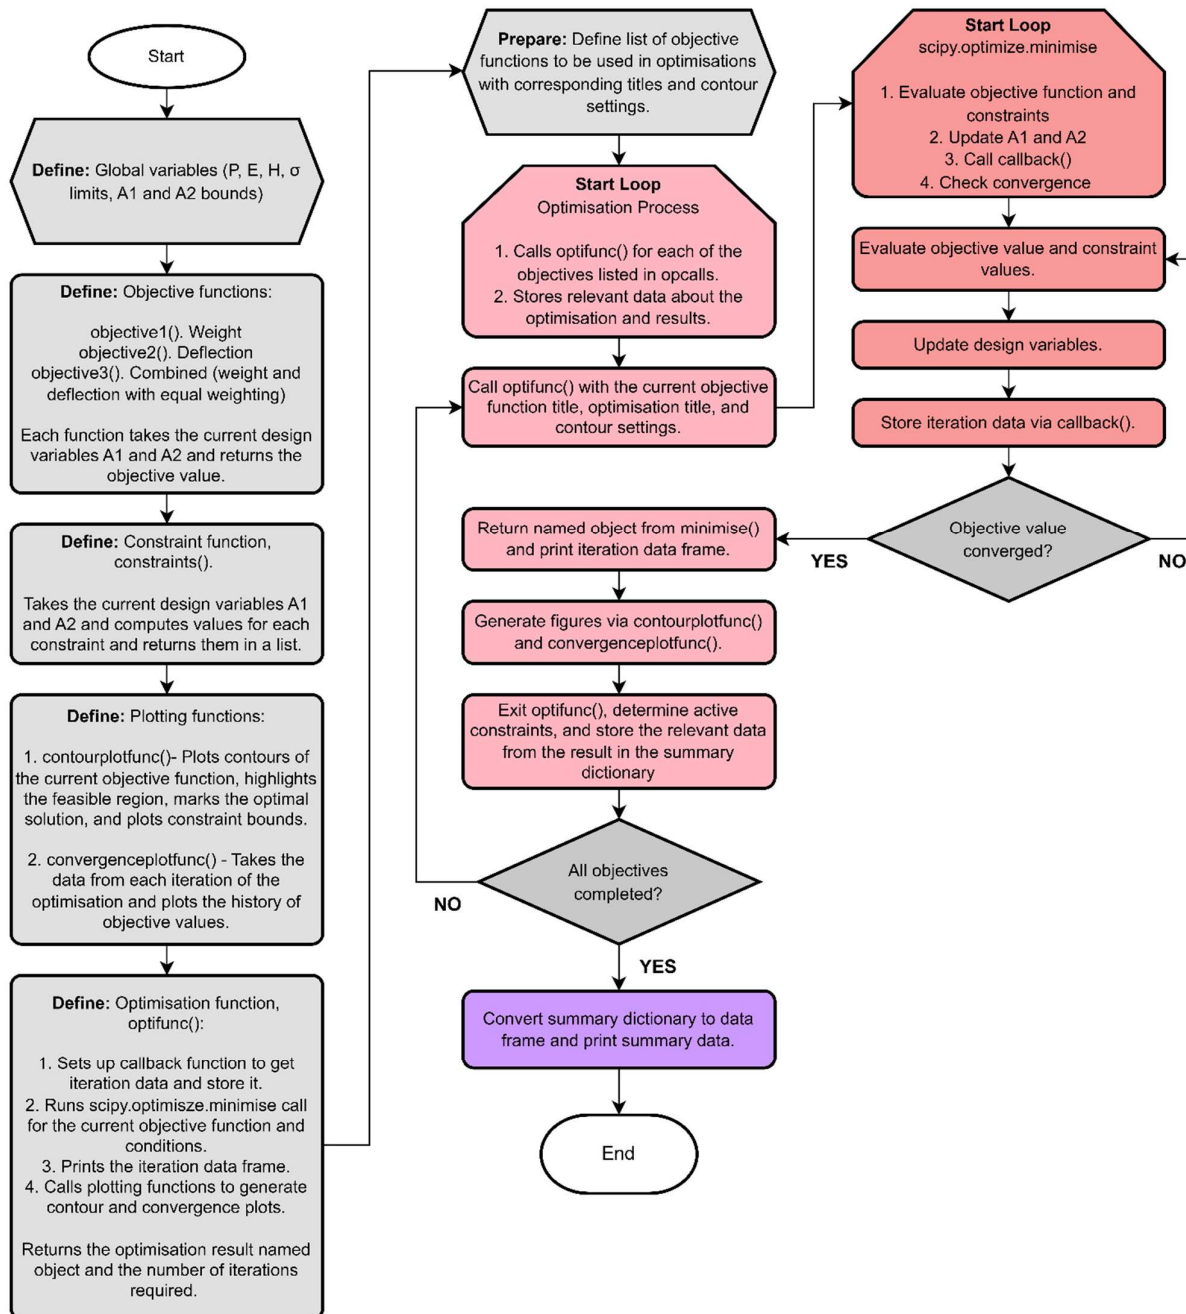 Start
Define: Global variables (P, E, H, σ
limits, A1 and A2 bounds)
Define: Objective functions:
objective1(). Weight
objective2(). Deflection
objective3(). Combined (weight and
deflection with equal weighting)
Each function takes the current design
variables A1 and A2 and returns the
objective value.
Define: Constraint function,
constraints().
Takes the current design variables A1
and A2 and computes values for each
constraint and returns them in a list.
Define: Plotting functions:
1. contourplotfunc()- Plots contours of
the current objective function, highlights
the feasible region, marks the optimal
solution, and plots constraint bounds.
2. convergenceplotfunc() - Takes the
data from each iteration of the
optimisation and plots the history of
objective values.
Define: Optimisation function,
optifunc():
1. Sets up callback function to get
iteration data and store it.
2. Runs scipy.optimisze.minimise call
for the current objective function and
conditions.
3. Prints the iteration data frame.
4. Calls plotting functions to generate
contour and convergence plots.
Returns the optimisation result named
object and the number of iterations
required.
Prepare: Define list of objective
functions to be used in optimisations
with corresponding titles and contour
settings.
Start Loop
Optimisation Process
1. Calls optifunc() for each of the
objectives listed in opcalls.
2. Stores relevant data about the
optimisation and results.
Call optifunc() with the current objective
function title, optimisation title, and
contour settings.
Start Loop
scipy.optimize.minimise
1. Evaluate objective function and
constraints
2. Update A1 and A2
3. Call callback()
4. Check convergence
Evaluate objective value and constraint
values.
Update design variables.
Store iteration data via callback().
Objective value
converged?
YES
NO
Return named object from minimise()
and print iteration data frame.
Generate figures via contourplotfunc()
and convergenceplotfunc().
Exit optifunc(), determine active
constraints, and store the relevant data
from the result in the summary
dictionary
All objectives
completed?
NO
YES
Convert summary dictionary to data
frame and print summary data.
End